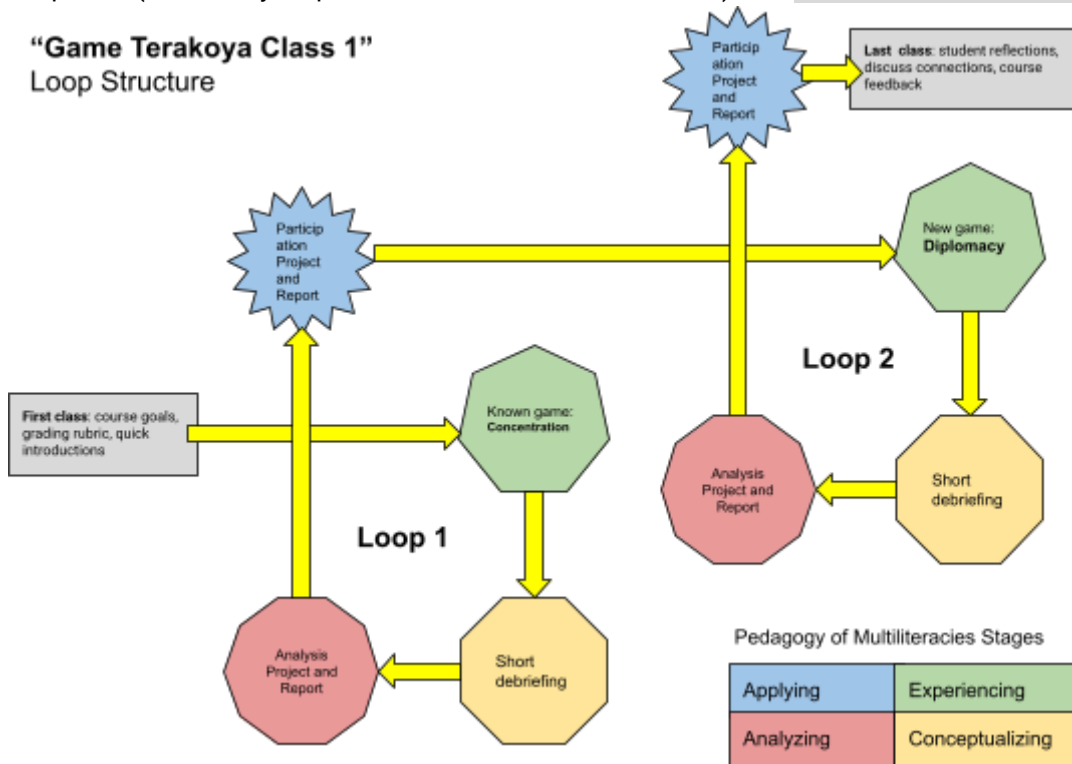 “Game Terakoya Class 1”
Loop Structure
Particip
ation
Project
and
Report
Last class: student reflections,
discuss connections, course
feedback
Particip
ation
Project
and
Report
New game:
Diplomacy
Loop 2
First class: course goals,
grading rubric, quick
introductions
Known game:
Concentration
Analysis
Project and
Report
Short
debriefing
Loop 1
Analysis
Project and
Report
Short
debriefing
Pedagogy of Multiliteracies Stages
Applying
Experiencing
Analyzing
Conceptualizing